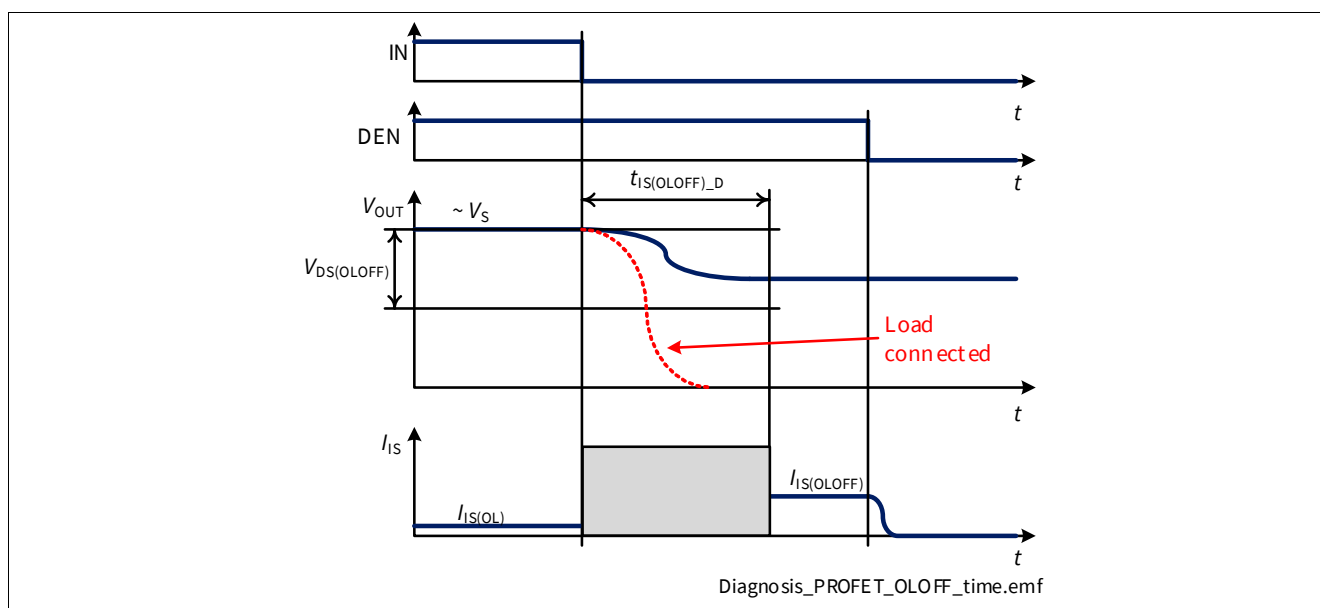 IN
t
DEN
t
tIS(OLOFF)_D
VOUT
~ VS
VDS(OLOFF)
Load
connected
t
IIS
IIS(OLOFF)
IIS(OL)
t
Diagnosis_PROFET_OLOFF_time.emf